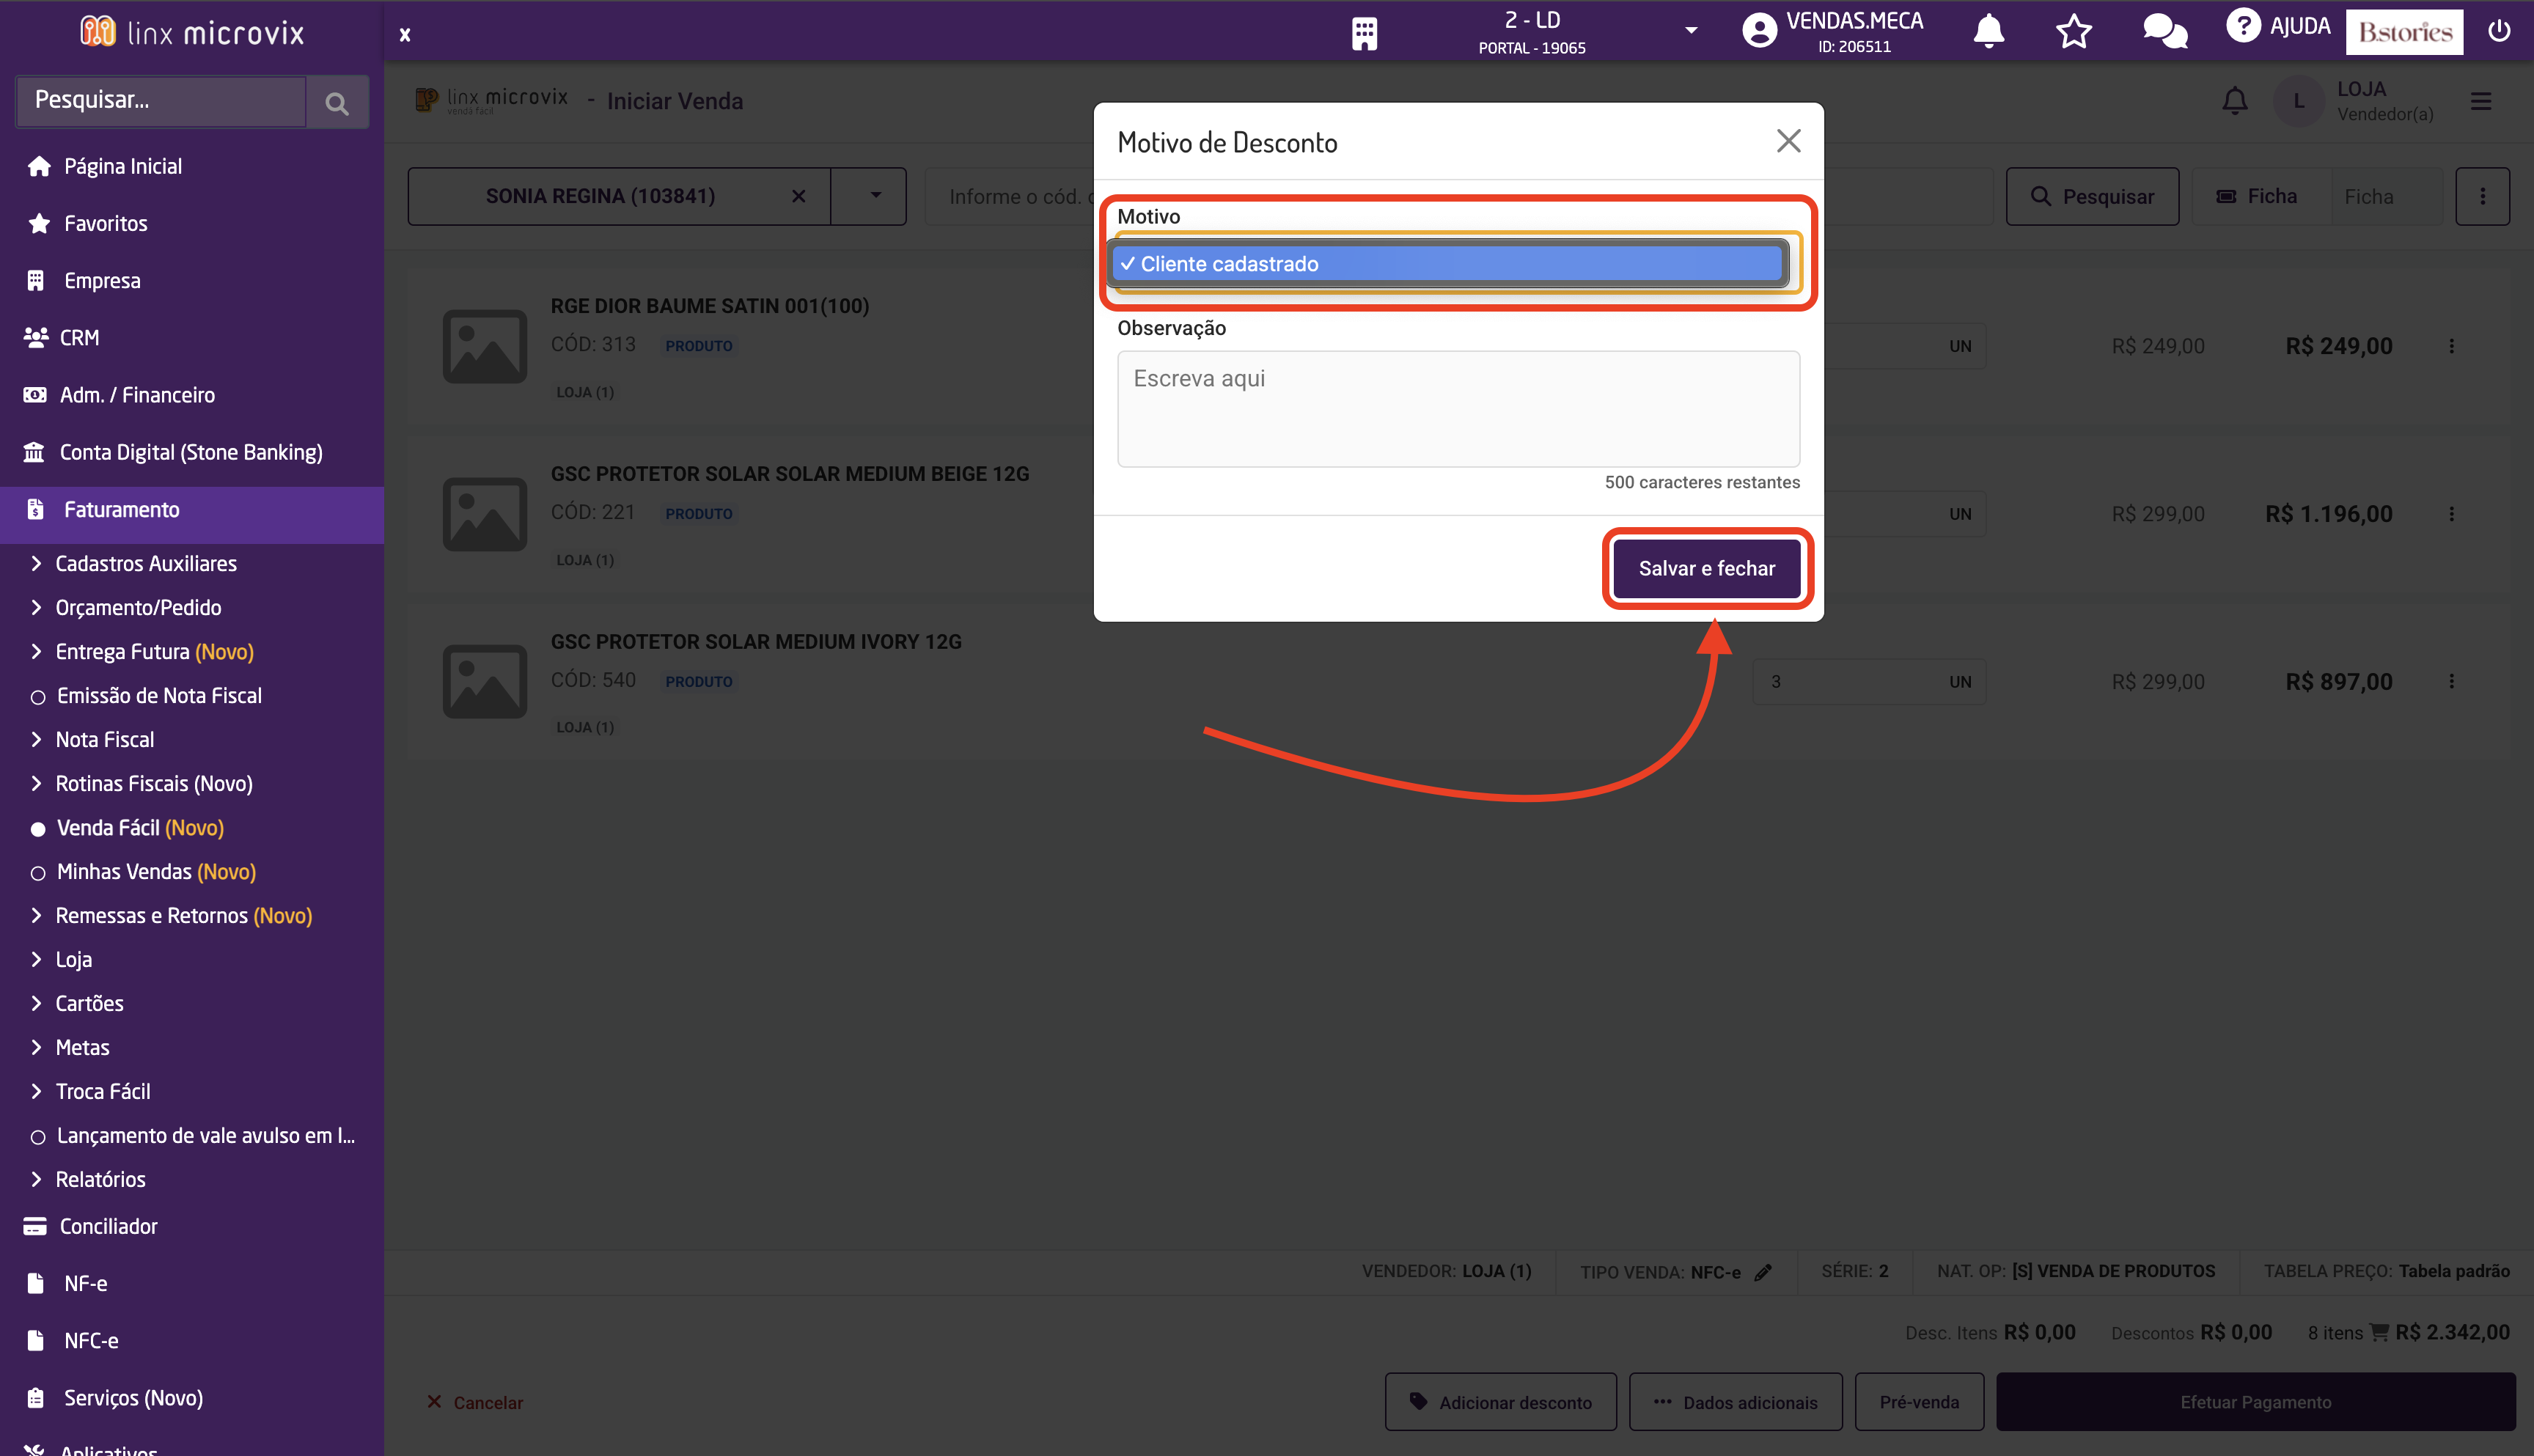 linx microvix
x
2 - LD
PORTAL - 19065
VENDAS.MECA
ID: 206511
? AJUDA
B.stories
Pesquisar...
Página Inicial
Favoritos
Empresa
CRM
Adm. / Financeiro
Conta Digital (Stone Banking)
Faturamento
Cadastros Auxiliares
Orçamento/Pedido
Entrega Futura (Novo)
Emissão de Nota Fiscal
Nota Fiscal
Rotinas Fiscais (Novo)
Venda Fácil (Novo)
Minhas Vendas (Novo)
Remessas e Retornos (Novo)
Loja
Cartões
Metas
Troca Fácil
Lançamento de vale avulso em l...
Relatórios
Conciliador
NF-e
NFC-e
Serviços (Novo)
Aplicativos
linx microvix
venda fácil
- Iniciar Venda
L
LOJA
Vendedor(a)
SONIA REGINA (103841)
Informe o cód.
Pesquisar
Ficha
Ficha
RGE DIOR BAUME SATIN 001(100)
CÓD: 313 PRODUTO
LOJA (1)
UN
R$ 249,00
R$ 249,00
GSC PROTETOR SOLAR SOLAR MEDIUM BEIGE 12G
CÓD: 221 PRODUTO
LOJA (1)
UN
R$ 299,00
R$ 1.196,00
GSC PROTETOR SOLAR MEDIUM IVORY 12G
CÓD: 540 PRODUTO
LOJA (1)
3
UN
R$ 299,00
R$ 897,00
Motivo de Desconto
Motivo
✓ Cliente cadastrado
Observação
Escreva aqui
500 caracteres restantes
Salvar e fechar
VENDEDOR: LOJA (1)
TIPO VENDA: NFC-e
SÉRIE: 2
NAT. OP: [S] VENDA DE PRODUTOS
TABELA PREÇO: Tabela padrão
Desc. Itens R$ 0,00
Descontos R$ 0,00
8 itens R$ 2.342,00
Cancelar
Adicionar desconto
Dados adicionais
Pré-venda
Efetuar Pagamento